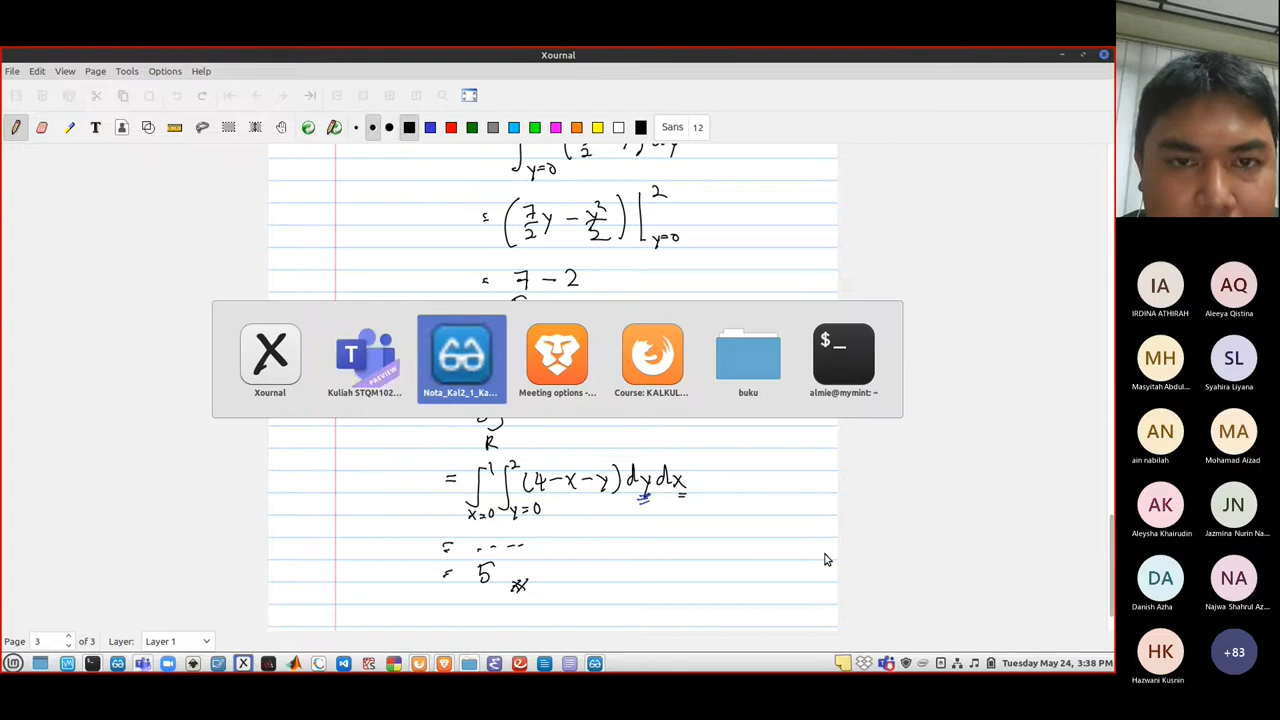 Xournal
File Edit View Page Tools Options Help
Sans 12
y=0
= (7/2 y − y²/2) |
2
y=0
= 7 − 2
Xournal
Kuliah STQM102...
Nota_Kal2_1_Ka...
Meeting options -...
Course: KALKUL...
buku
almie@mymint: ~
T
PREVIEW
$_
R
= ∫ 1 x=0 ∫ 2 y=0 (4−x−y) dy dx
= .....
= 5
Page 3 of 3 Layer: Layer 1
Tuesday May 24, 3:38 PM
IA AQ
IRDINA ATHIRAH Aleeya Qistina
MH SL
Masyitah Abdul... Syahira Liyana
AN MA
ain nabilah Mohamad Aizad
AK JN
Aleysha Khairudin Jazmina Nurin Na...
DA NA
Danish Azha Najwa Shahrul Az...
HK +83
Hazwani Kusnin